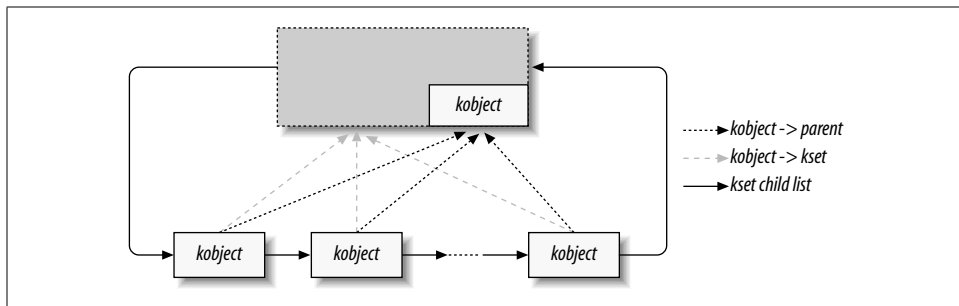 kobject
kobject -> parent
kobject -> kset
kset child list
kobject
kobject
kobject